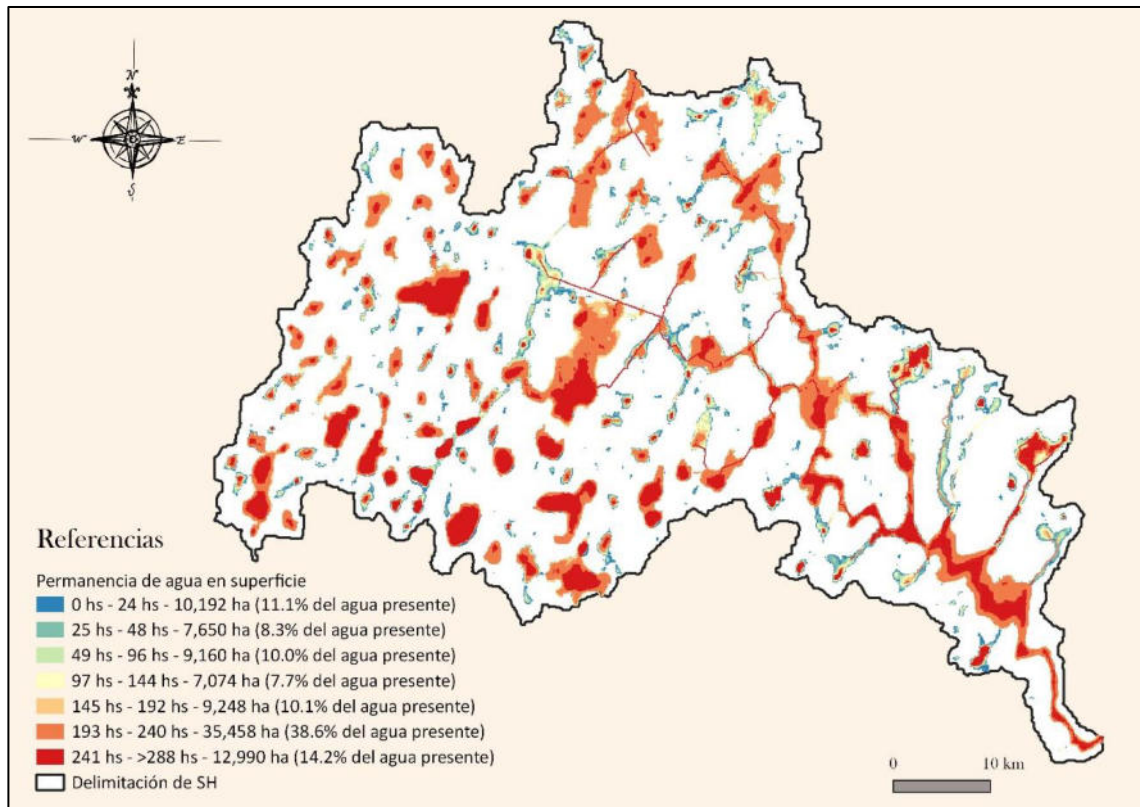 N
W
E
S
Referencias
Permanencia de agua en superficie
0 hs - 24 hs - 10,192 ha (11.1% del agua presente)
25 hs - 48 hs - 7,650 ha (8.3% del agua presente)
49 hs - 96 hs - 9,160 ha (10.0% del agua presente)
97 hs - 144 hs - 7,074 ha (7.7% del agua presente)
145 hs - 192 hs - 9,248 ha (10.1% del agua presente)
193 hs - 240 hs - 35,458 ha (38.6% del agua presente)
241 hs - >288 hs - 12,990 ha (14.2% del agua presente)
Delimitación de SH
0 10 km